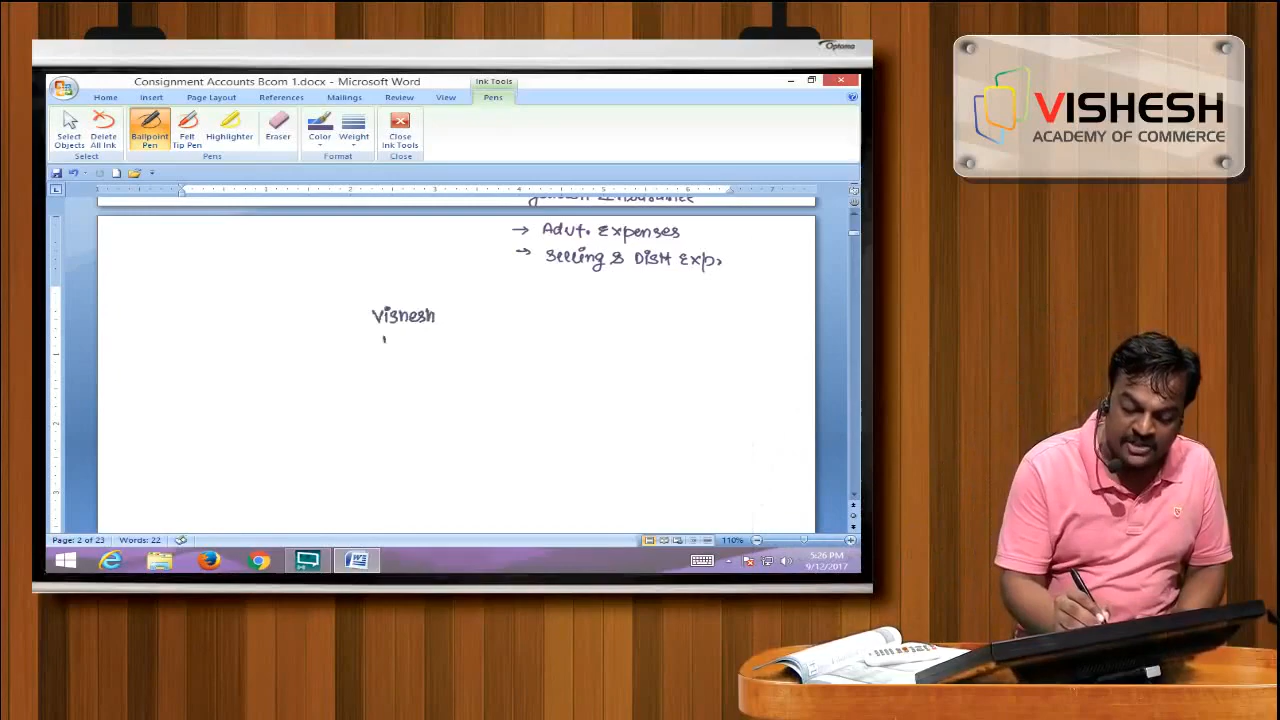 Optoma
VISHESH
ACADEMY OF COMMERCE
Consignment Accounts Bcom 1.docx - Microsoft Word
Ink Tools
Home Insert Page Layout References Mailings Review View Pens
Select Objects
Delete All Ink
Ballpoint Pen
Felt Tip Pen
Highlighter
Eraser
Color
Weight
Close Ink Tools
Select Pens Format Close
→ Advt. Expenses
→ Selling & Dist Exp.
Vishesh
Page: 2 of 23 Words: 22 110%
5:26 PM
9/12/2017